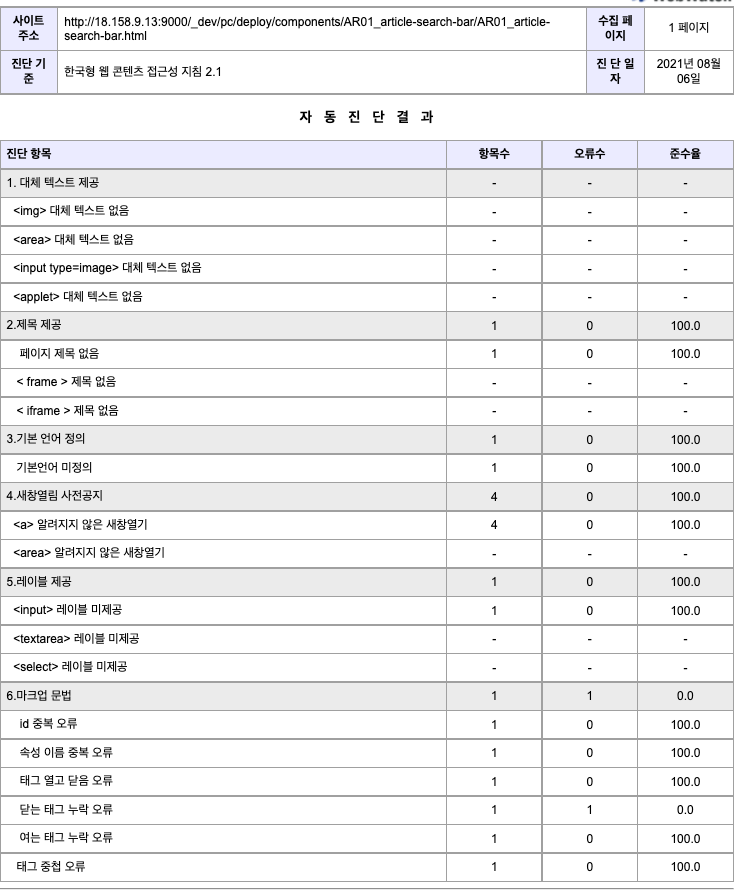 사이트 주소 http://18.158.9.13:9000/_dev/pc/deploy/components/AR01_article-search-bar/AR01_article-search-bar.html 수집 페이지 1 페이지
진단 기준 한국형 웹 콘텐츠 접근성 지침 2.1 진 단 일 자 2021년 08월 06일
자 동 진 단 결 과
진단 항목 항목수 오류수 준수율
1. 대체 텍스트 제공 - - -
<img> 대체 텍스트 없음 - - -
<area> 대체 텍스트 없음 - - -
<input type=image> 대체 텍스트 없음 - - -
<applet> 대체 텍스트 없음 - - -
2.제목 제공 1 0 100.0
페이지 제목 없음 1 0 100.0
< frame > 제목 없음 - - -
< iframe > 제목 없음 - - -
3.기본 언어 정의 1 0 100.0
기본언어 미정의 1 0 100.0
4.새창열림 사전공지 4 0 100.0
<a> 알려지지 않은 새창열기 4 0 100.0
<area> 알려지지 않은 새창열기 - - -
5.레이블 제공 1 0 100.0
<input> 레이블 미제공 1 0 100.0
<textarea> 레이블 미제공 - - -
<select> 레이블 미제공 - - -
6.마크업 문법 1 1 0.0
id 중복 오류 1 0 100.0
속성 이름 중복 오류 1 0 100.0
태그 열고 닫음 오류 1 0 100.0
닫는 태그 누락 오류 1 1 0.0
여는 태그 누락 오류 1 0 100.0
태그 중첩 오류 1 0 100.0